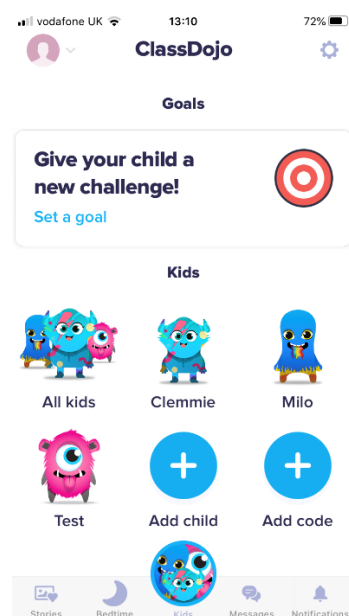 vodafone UK 13:10 72%
ClassDojo
Goals
Give your child a
new challenge!
Set a goal
Kids
All kids Clemmie Milo
Test Add child Add code
Stories Bedtime Kids Messages Notifications